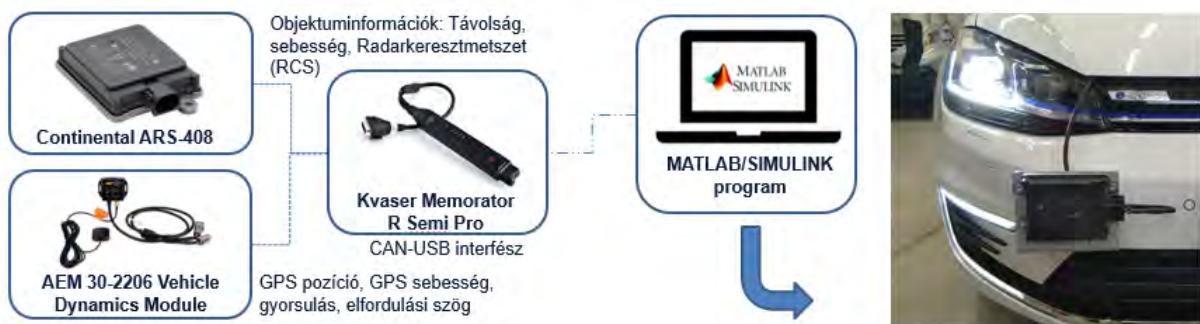 Objektuminformációk: Távolság,
sebesség, Radarkeresztmetszet
(RCS)
Continental ARS-408
Kvaser Memorator
R Semi Pro
CAN-USB interfész
MATLAB
SIMULINK
MATLAB/SIMULINK
program
AEM 30-2206 Vehicle
Dynamics Module
GPS pozíció, GPS sebesség,
gyorsulás, elfordulási szög